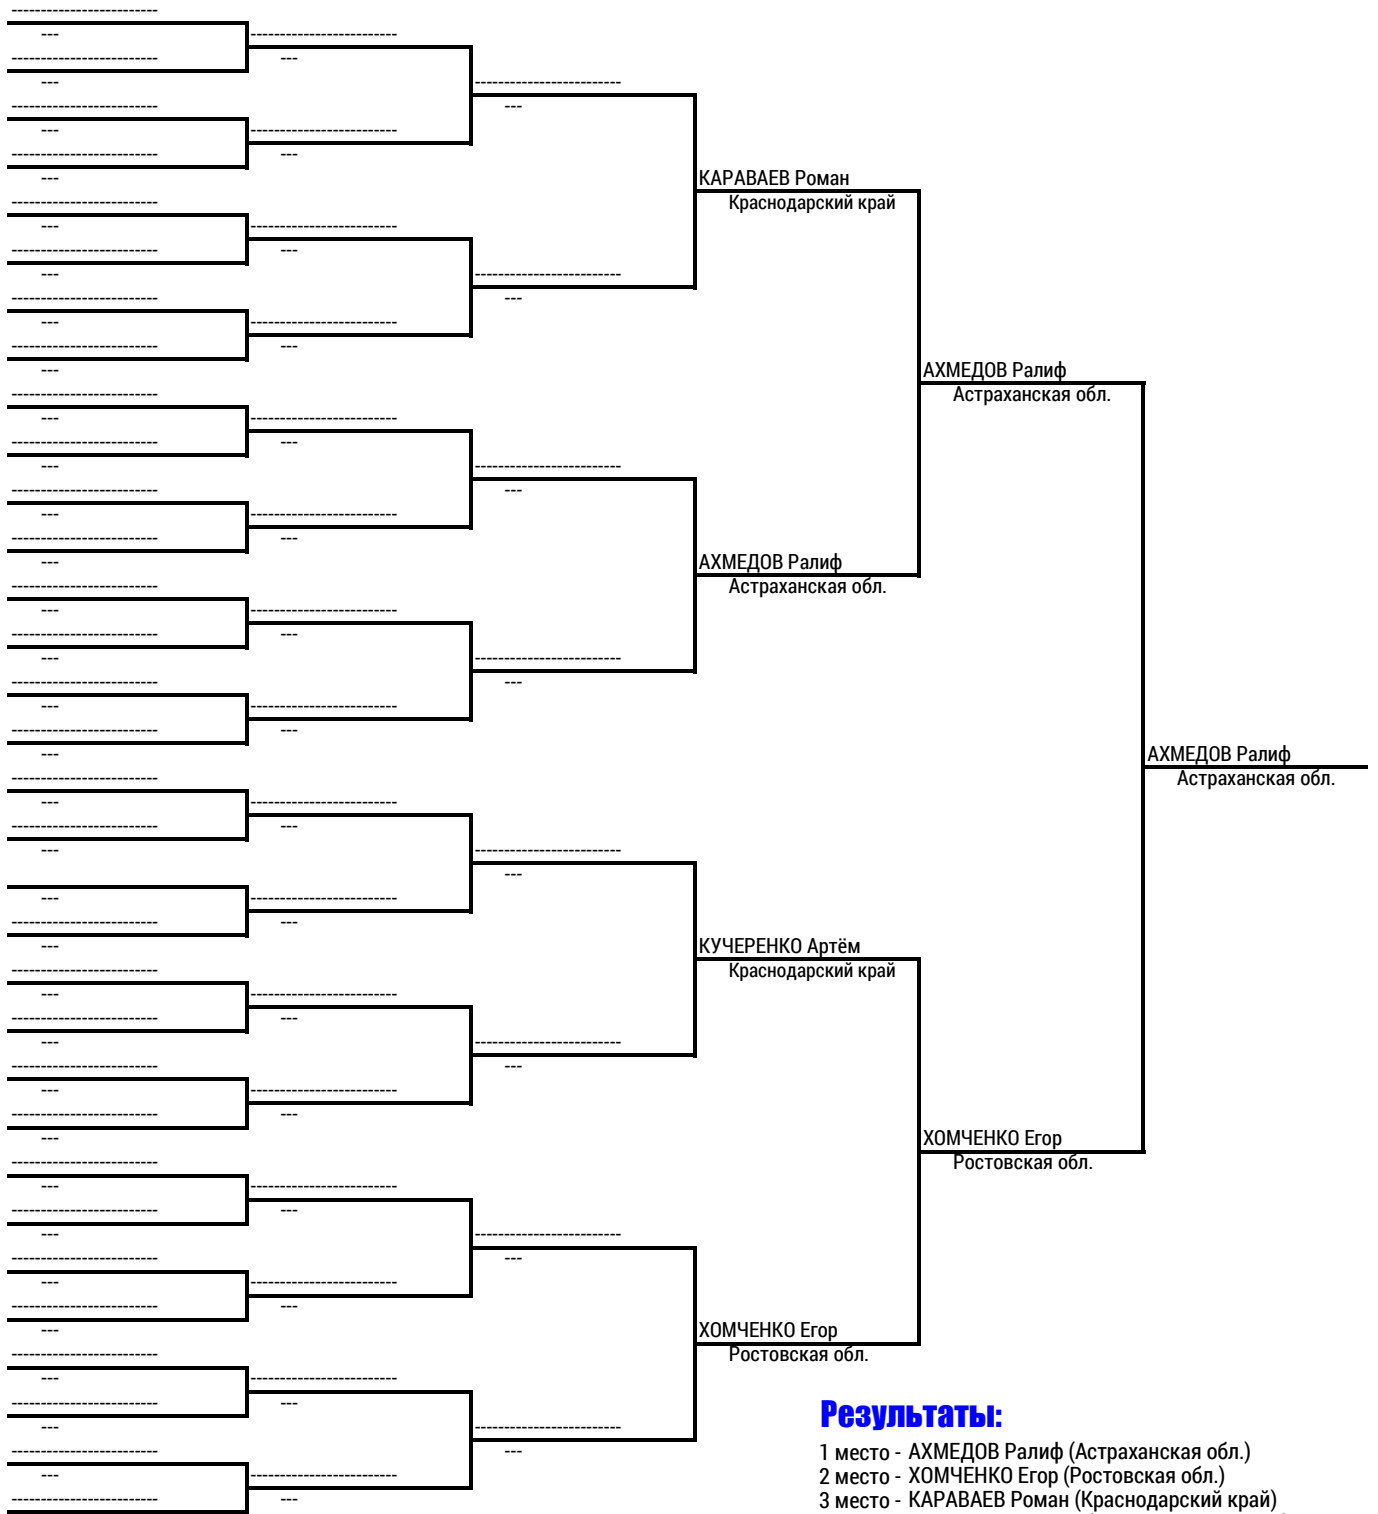 КАРАВАЕВ Роман
Краснодарский край
АХМЕДОВ Ралиф
Астраханская обл.
АХМЕДОВ Ралиф
Астраханская обл.
АХМЕДОВ Ралиф
Астраханская обл.
КУЧЕРЕНКО Артём
Краснодарский край
ХОМЧЕНКО Егор
Ростовская обл.
ХОМЧЕНКО Егор
Ростовская обл.
Результаты:
1 место - АХМЕДОВ Ралиф (Астраханская обл.)
2 место - ХОМЧЕНКО Егор (Ростовская обл.)
3 место - КАРАВАЕВ Роман (Краснодарский край)